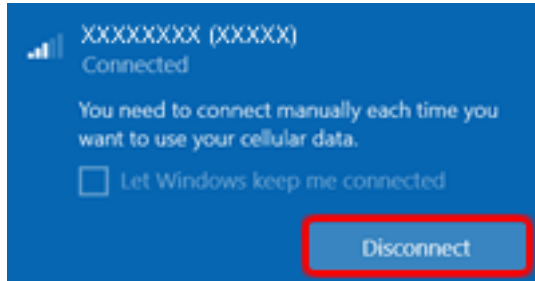 XXXXXXXX (XXXXX)
Connected
You need to connect manually each time you
want to use your cellular data.
Let Windows keep me connected
Disconnect